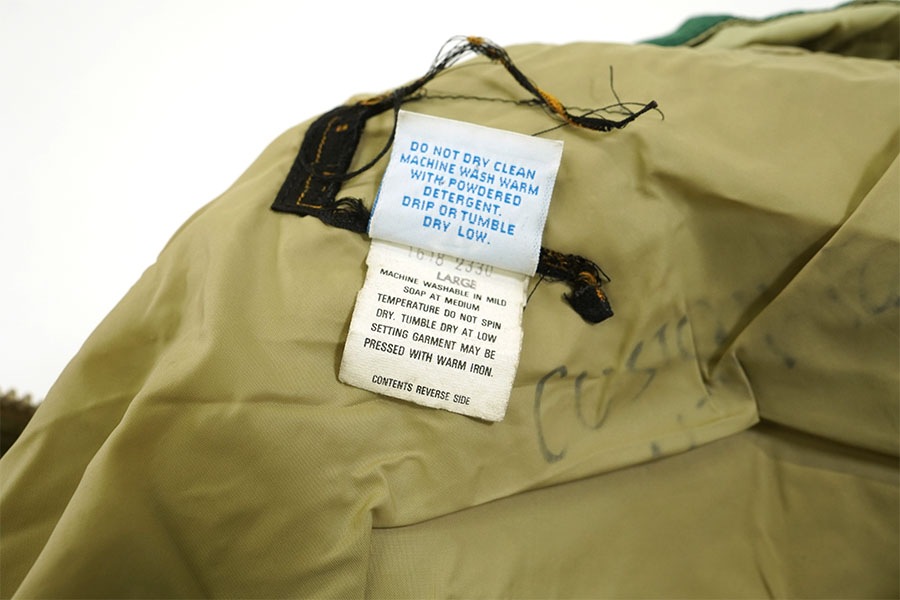 DO NOT DRY CLEAN
MACHINE WASH WARM
WITH POWDERED
DETERGENT.
DRIP OR TUMBLE
DRY LOW.
1618 2330
LARGE
MACHINE WASHABLE IN MILD
SOAP AT MEDIUM
TEMPERATURE DO NOT SPIN
DRY. TUMBLE DRY AT LOW
SETTING GARMENT MAY BE
PRESSED WITH WARM IRON.
CONTENTS REVERSE SIDE